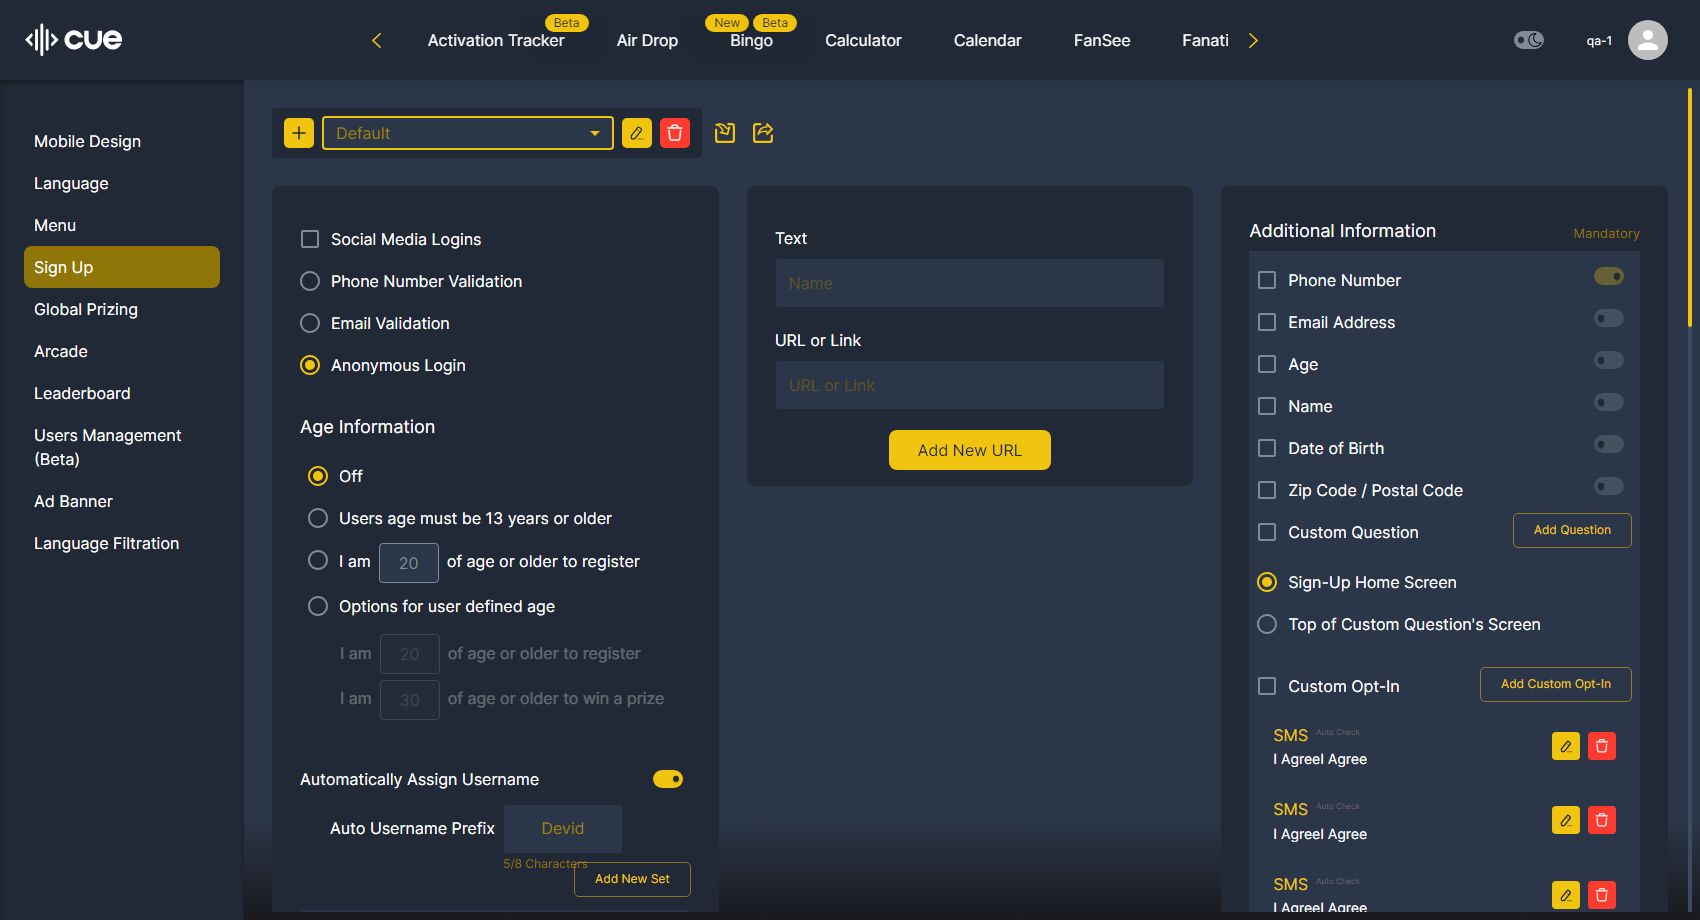 cue
Beta
New
Beta
Activation Tracker
Air Drop
Bingo
Calculator
Calendar
FanSee
Fanati
qa-1
Mobile Design
Language
Menu
Sign Up
Global Prizing
Arcade
Leaderboard
Users Management
(Beta)
Ad Banner
Language Filtration
Default
Social Media Logins
Phone Number Validation
Email Validation
Anonymous Login
Age Information
Off
Users age must be 13 years or older
I am 20 of age or older to register
Options for user defined age
I am 20 of age or older to register
I am 30 of age or older to win a prize
Automatically Assign Username
Auto Username Prefix Devid
5/8 Characters
Add New Set
Text
Name
URL or Link
URL or Link
Add New URL
Additional Information
Mandatory
Phone Number
Email Address
Age
Name
Date of Birth
Zip Code / Postal Code
Custom Question
Add Question
Sign-Up Home Screen
Top of Custom Question's Screen
Custom Opt-In
Add Custom Opt-In
SMS Auto Check
I AgreeI Agree
SMS Auto Check
I AgreeI Agree
SMS Auto Check
I AgreeI Agree